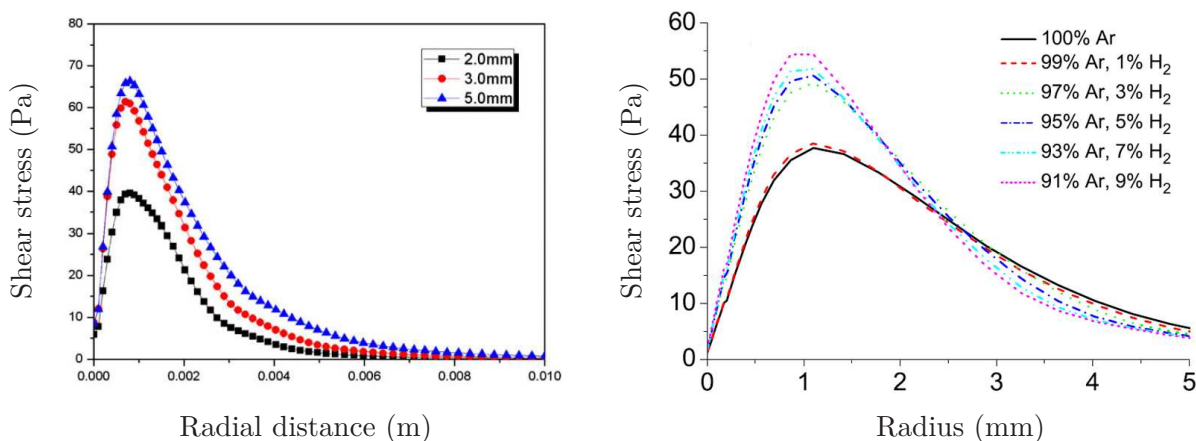 Shear stress (Pa)
80
70
60
50
40
30
20
10
0
0.000
0.002
0.004
0.006
0.008
0.010
Radial distance (m)
2.0mm
3.0mm
5.0mm
Shear stress (Pa)
60
50
40
30
20
10
0
0
1
2
3
4
5
Radius (mm)
100% Ar
99% Ar, 1% H₂
97% Ar, 3% H₂
95% Ar, 5% H₂
93% Ar, 7% H₂
91% Ar, 9% H₂